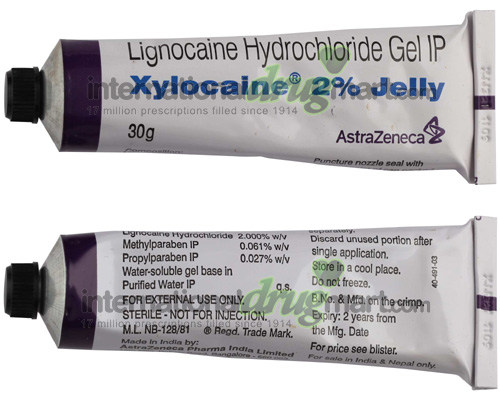 Lignocaine Hydrochloride Gel IP
Xylocaine® 2% Jelly
internationaldrugmart.com
17 million prescriptions filled since 1914
30g
AstraZeneca
Puncture nozzle seal with
Lignocaine Hydrochloride 2.000% w/v
Methylparaben IP 0.061% w/v
Propylparaben IP 0.027% w/v
Water-soluble gel base in
Purified Water IP q.s.
FOR EXTERNAL USE ONLY.
STERILE - NOT FOR INJECTION.
M.L. NB-128/91 ® Regd. Trade Mark.
Made in India by:
AstraZeneca Pharma India Limited
separately.
Discard unused portion after
single application.
Store in a cool place.
Do not freeze.
B.No. & Mfd. on the crimp.
Expiry: 2 years from
the Mfg. Date
For price see blister.
For sale in India & Nepal only.
40-491-03
internationaldrugmart.com
17 million prescriptions filled since 1914